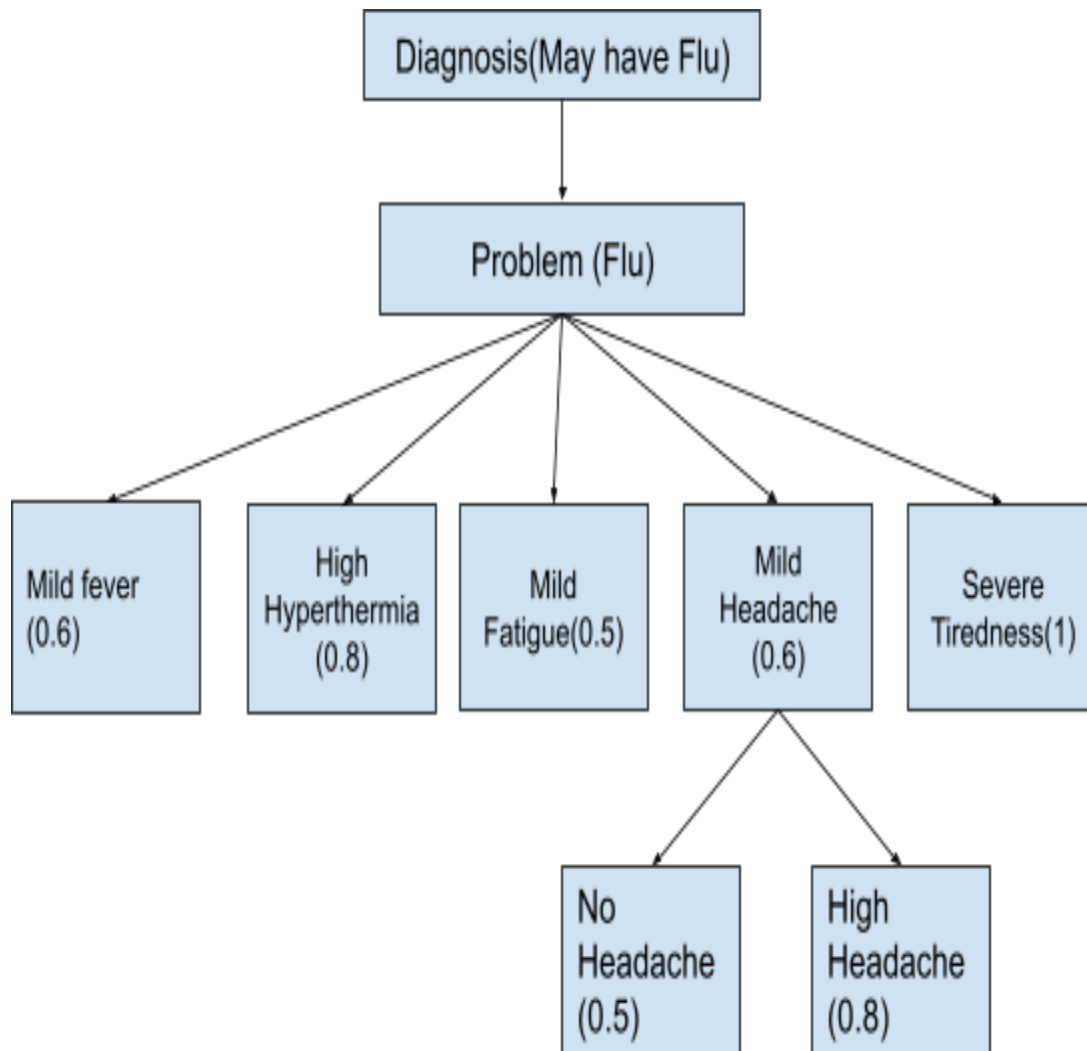 Diagnosis(May have Flu)
Problem (Flu)
Mild fever
(0.6)
High
Hyperthermia
(0.8)
Mild
Fatigue(0.5)
Mild
Headache
(0.6)
Severe
Tiredness(1)
No
Headache
(0.5)
High
Headache
(0.8)